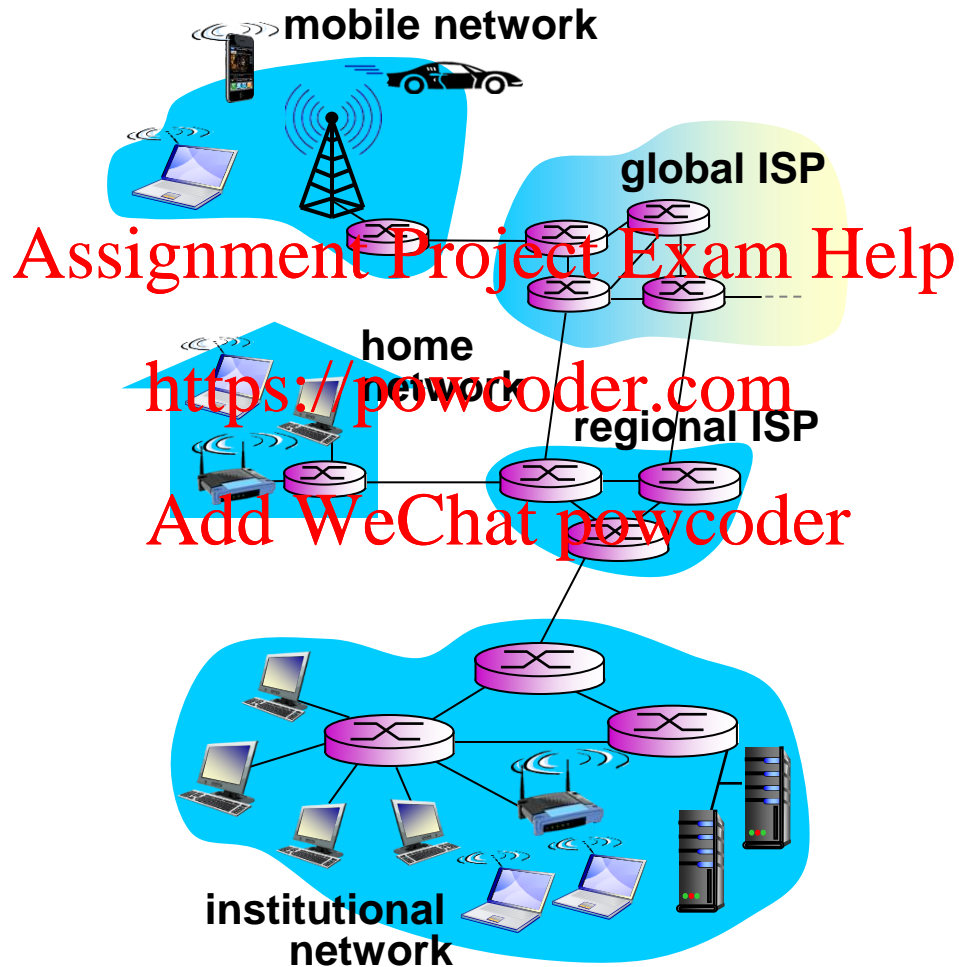 mobile network
global ISP
Assignment Project Exam Help
home
network
https://powcoder.com
regional ISP
Add WeChat powcoder
institutional
network